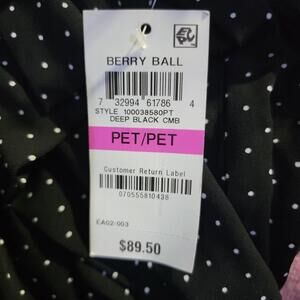 BERRY BALL
7 32994 61786 4
STYLE 100038580PT
DEEP BLACK CMB
PET/PET
Customer Return Label
070555810438
EA02-003
$89.50